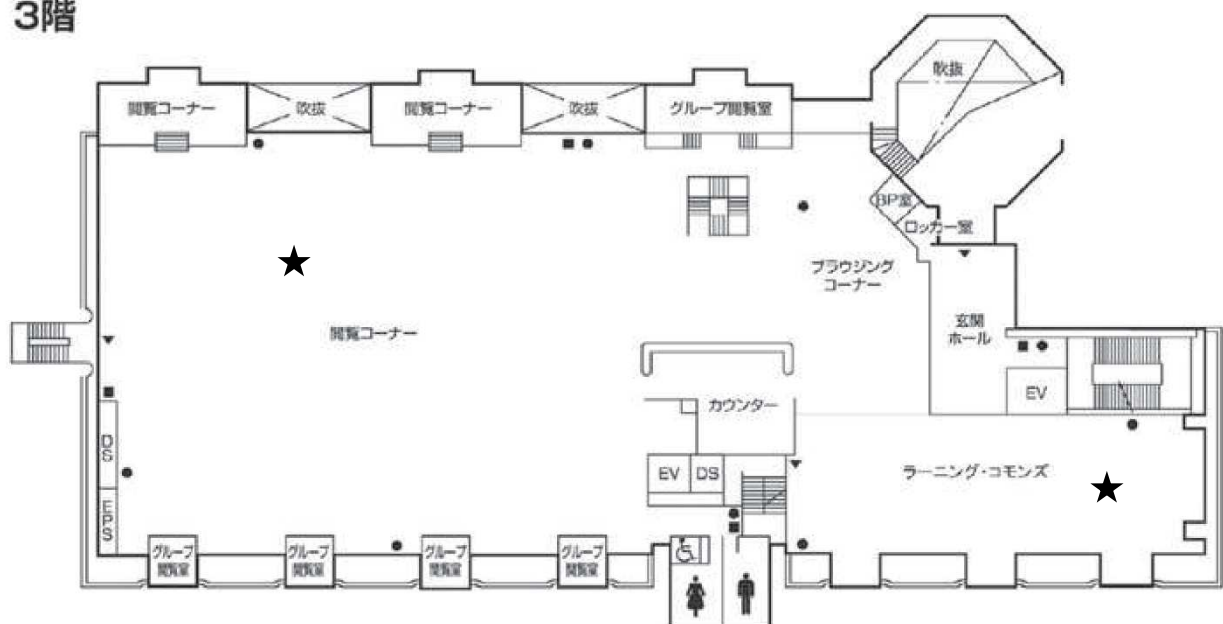 3階
吹抜
閲覧コーナー
吹抜
閲覧コーナー
吹抜
グループ閲覧室
BP室
ロッカー室
ブラウジング
コーナー
玄関
ホール
閲覧コーナー
EV
カウンター
DS
EPS
EV
DS
ラーニング・コモンズ
グループ
閲覧室
グループ
閲覧室
グループ
閲覧室
グループ
閲覧室